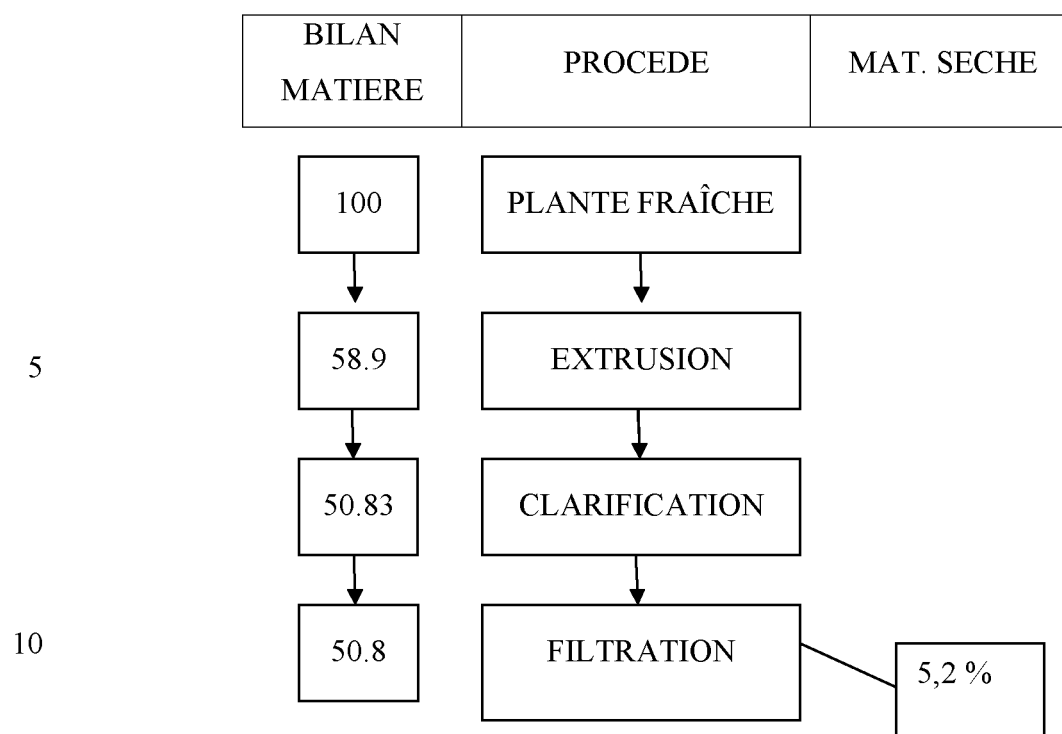 BILAN
MATIERE
PROCEDE
MAT. SECHE
100
PLANTE FRAÎCHE
5
58.9
EXTRUSION
50.83
CLARIFICATION
10
50.8
FILTRATION
5,2 %